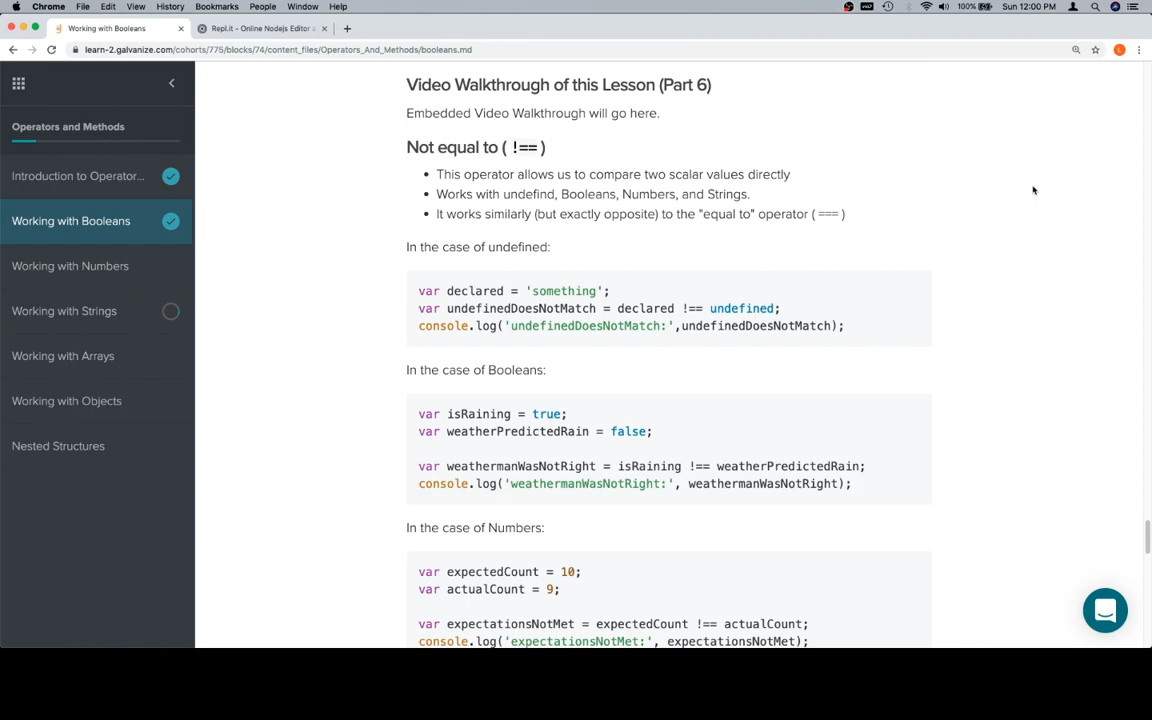 Chrome File Edit View History Bookmarks People Window Help 100% Sun 12:00 PM
Working with Booleans × Repl.it - Online Nodejs Editor a × +
learn-2.galvanize.com/cohorts/775/blocks/74/content_files/Operators_And_Methods/booleans.md
Operators and Methods
Introduction to Operator...
Working with Booleans
Working with Numbers
Working with Strings
Working with Arrays
Working with Objects
Nested Structures
Video Walkthrough of this Lesson (Part 6)
Embedded Video Walkthrough will go here.
Not equal to ( !== )
• This operator allows us to compare two scalar values directly
• Works with undefind, Booleans, Numbers, and Strings.
• It works similarly (but exactly opposite) to the "equal to" operator ( === )
In the case of undefined:
var declared = 'something';
var undefinedDoesNotMatch = declared !== undefined;
console.log('undefinedDoesNotMatch:',undefinedDoesNotMatch);
In the case of Booleans:
var isRaining = true;
var weatherPredictedRain = false;
var weathermanWasNotRight = isRaining !== weatherPredictedRain;
console.log('weathermanWasNotRight:', weathermanWasNotRight);
In the case of Numbers:
var expectedCount = 10;
var actualCount = 9;
var expectationsNotMet = expectedCount !== actualCount;
console.log('expectationsNotMet:', expectationsNotMet);